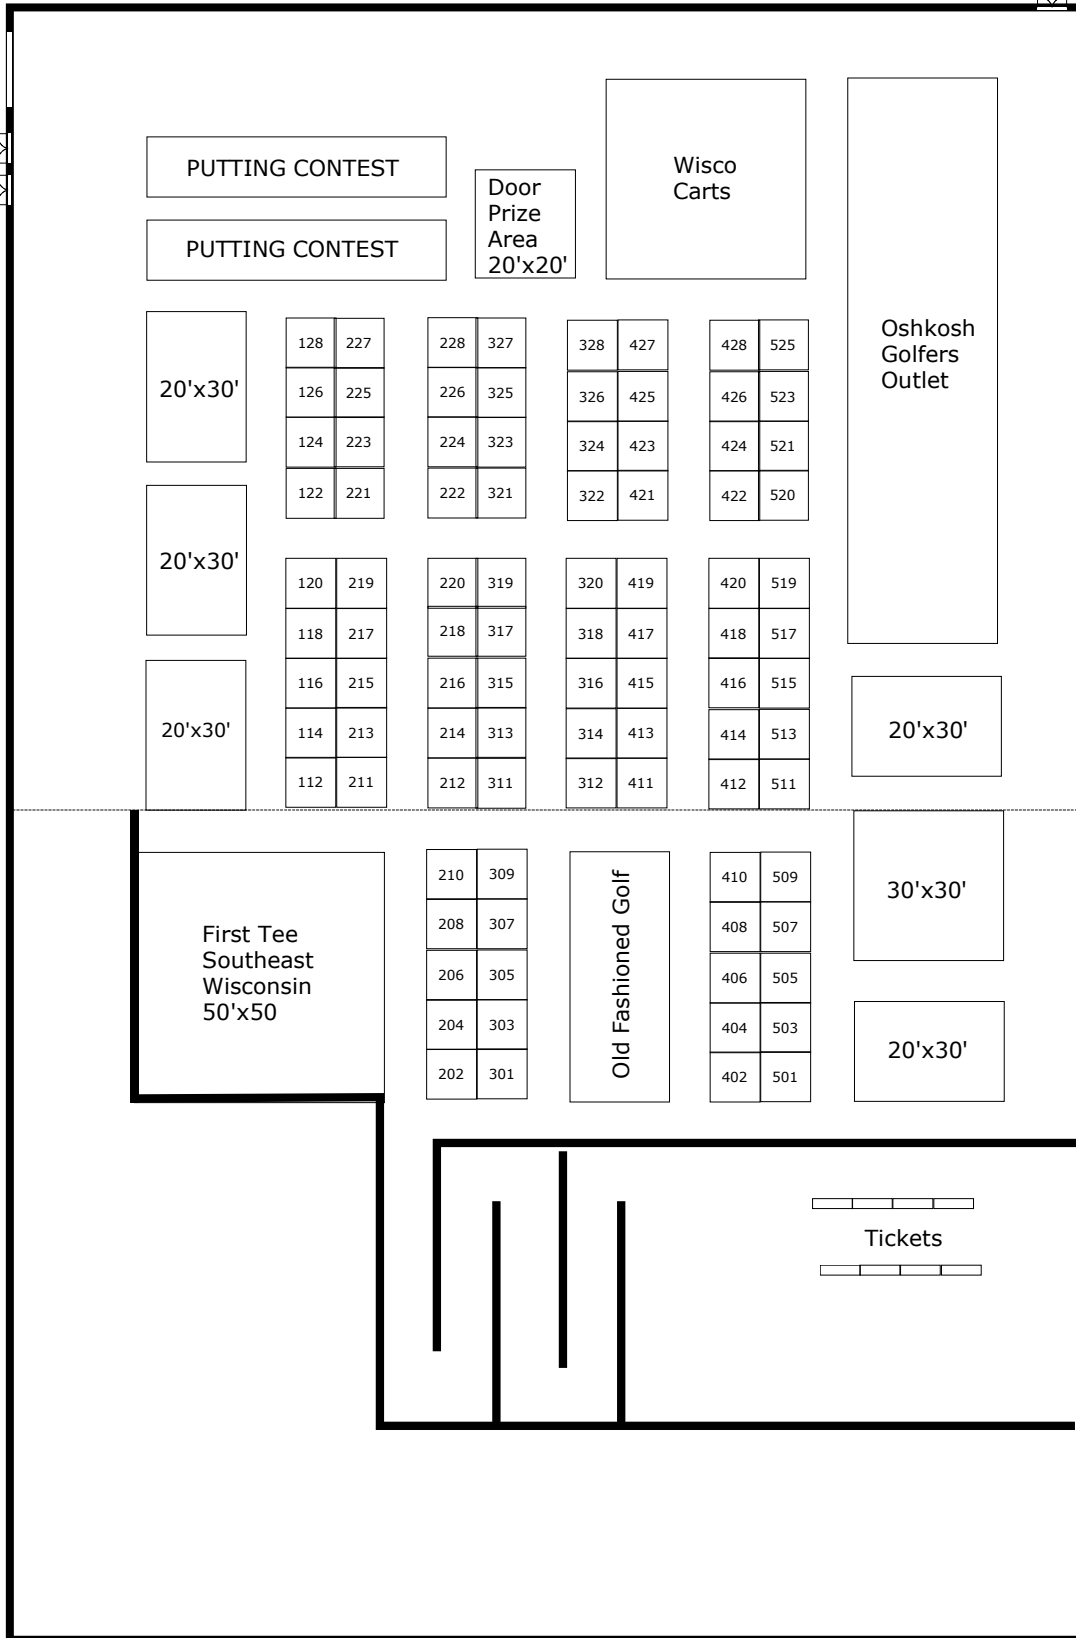 PUTTING CONTEST
PUTTING CONTEST
Door
Prize
Area
20'x20'
Wisco
Carts
Oshkosh
Golfers
Outlet
20'x30'
20'x30'
20'x30'
128 227 228 327 328 427 428 525
126 225 226 325 326 425 426 523
124 223 224 323 324 423 424 521
122 221 222 321 322 421 422 520
120 219 220 319 320 419 420 519
118 217 218 317 318 417 418 517
116 215 216 315 316 415 416 515
114 213 214 313 314 413 414 513
112 211 212 311 312 411 412 511
20'x30'
First Tee
Southeast
Wisconsin
50'x50
210 309
208 307
206 305
204 303
202 301
Old Fashioned Golf
410 509
408 507
406 505
404 503
402 501
30'x30'
20'x30'
Tickets